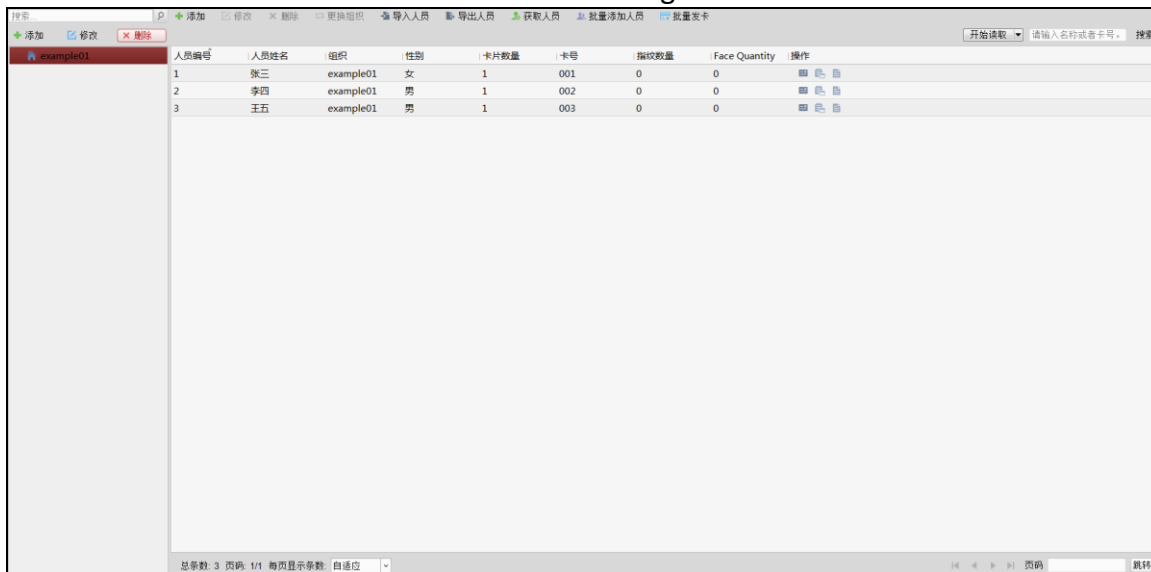 搜索...
添加 修改 删除 更换组织 导入人员 导出人员 获取人员 批量添加人员 批量发卡
添加 修改 删除
开始读取 请输入名称或者卡号。 搜索
example01
人员编号 人员姓名 组织 性别 卡片数量 卡号 指纹数量 Face Quantity 操作
1 张三 example01 女 1 001 0 0
2 李四 example01 男 1 002 0 0
3 王五 example01 男 1 003 0 0
总条数: 3 页码: 1/1 每页显示条数: 自适应
页码 跳转